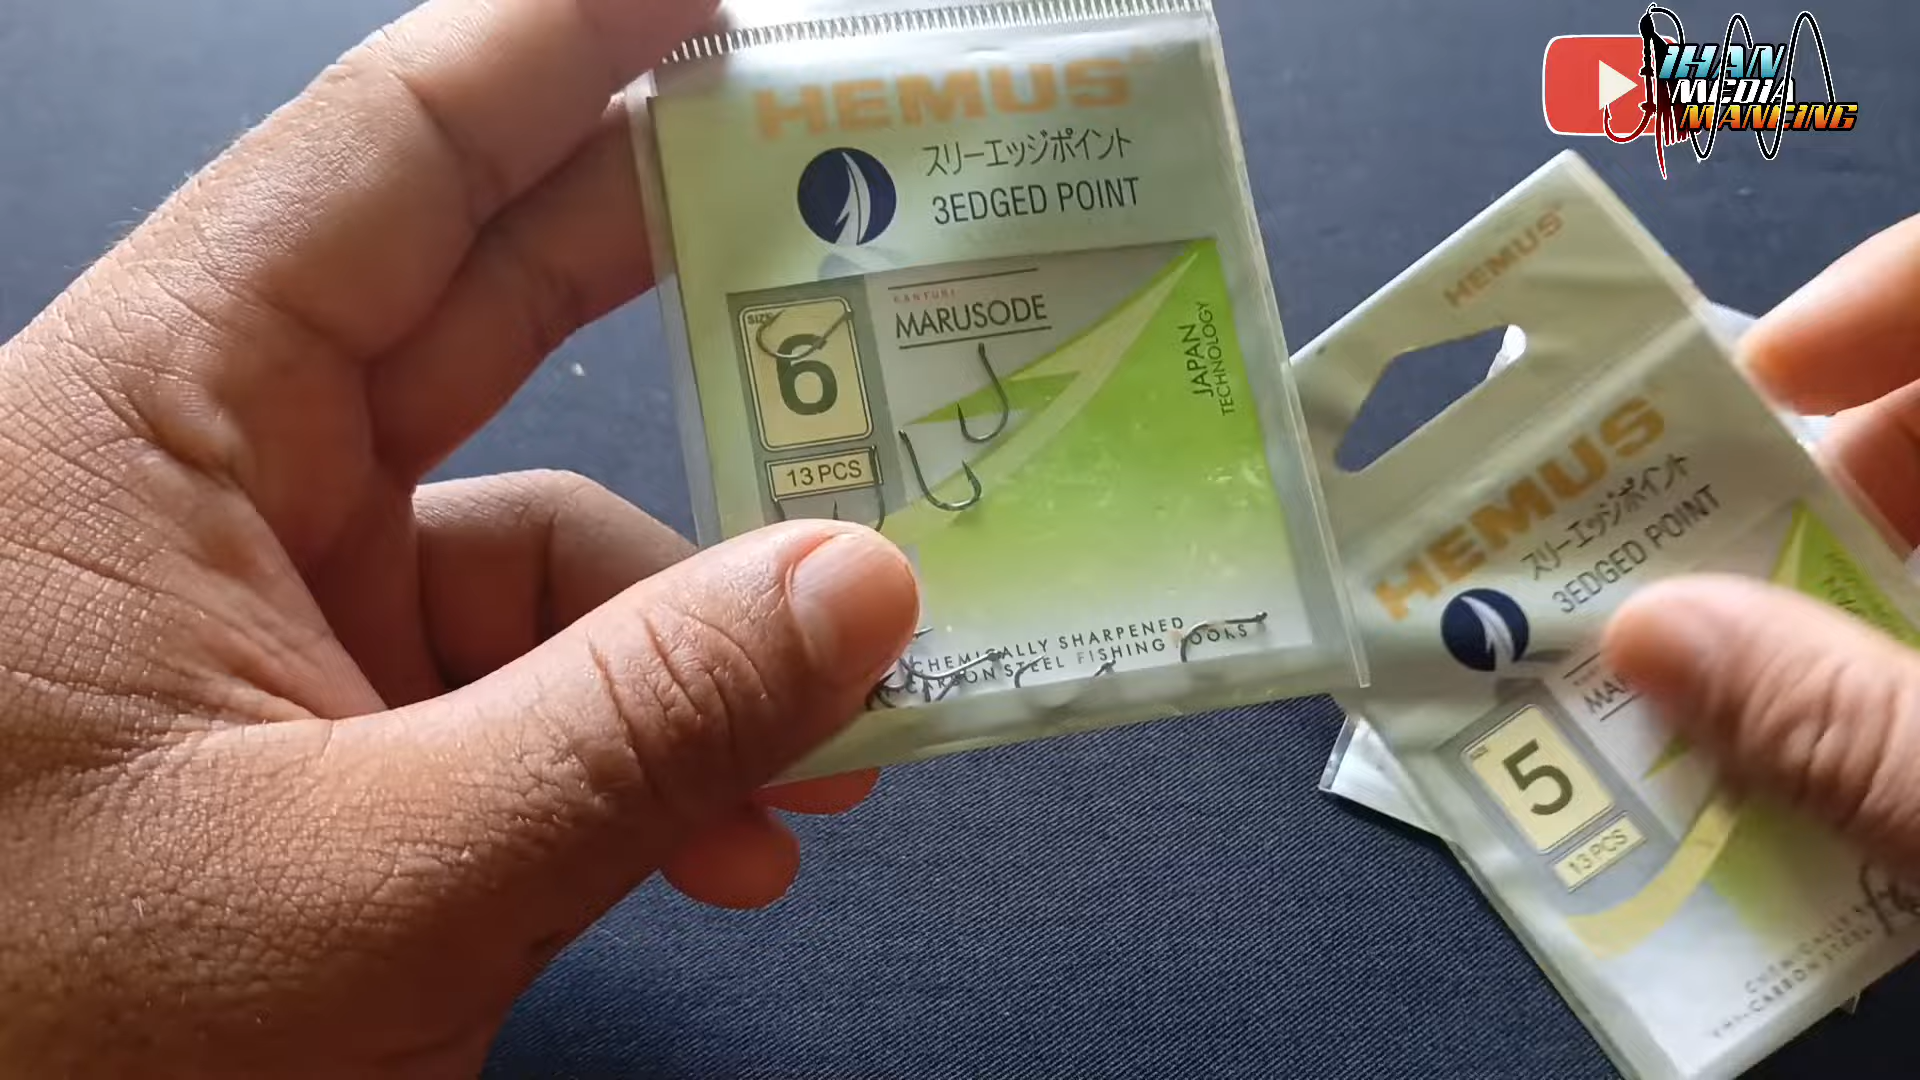 HEMUS
スリーエッジポイント
3EDGED POINT
SIZE
6
13 PCS
KANTURI
MARUSODE
JAPAN
TECHNOLOGY
CHEMICALLY SHARPENED
CARBON STEEL FISHING HOOKS
HEMUS
HEMUS
スリーエッジポイント
3EDGED POINT
SIZE
5
13 PCS
IHAN
MEDIA
MANCING